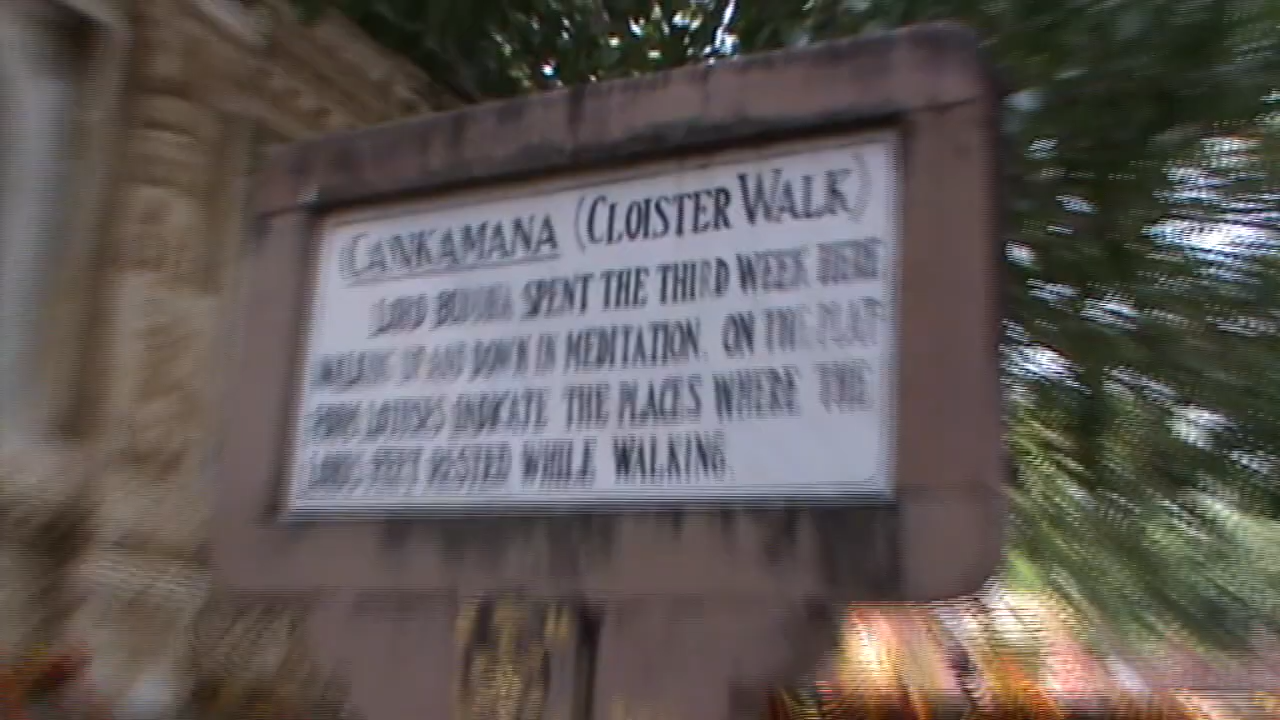 CANKAMANA (CLOISTER WALK)
LORD BUDDHA SPENT THE THIRD WEEK HERE
WALKING UP AND DOWN IN MEDITATION. ON THE PLAT
FORM LOTUSES INDICATE THE PLACES WHERE THE
LORD'S FEET RESTED WHILE WALKING.